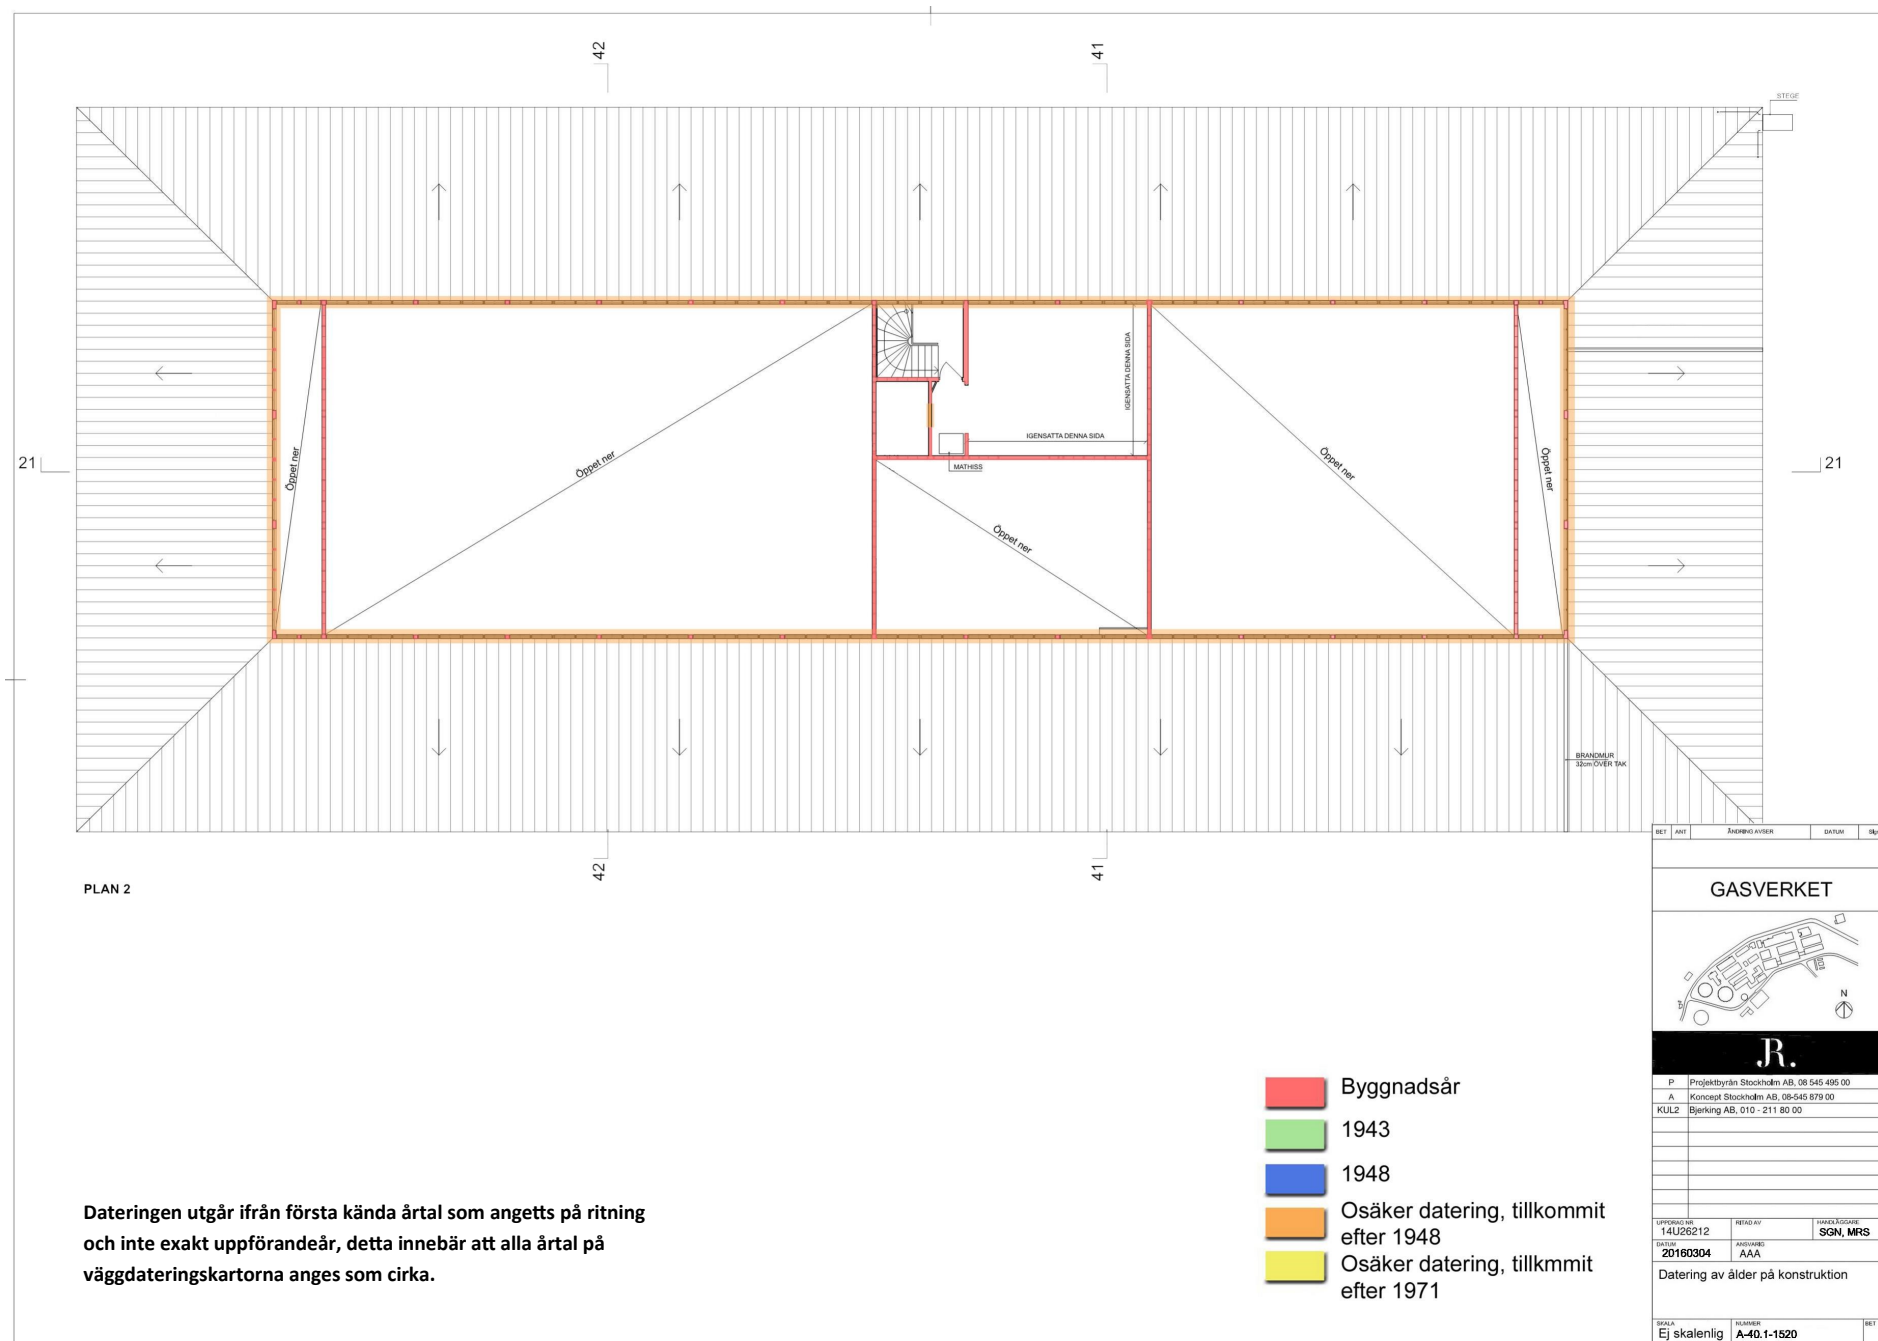 42
41
STEGE
IGENSATTA DENNA SIDA
IGENSATTA DENNA SIDA
MATHISS
Öppet ner
Öppet ner
Öppet ner
Öppet ner
Öppet ner
21
21
BRANDMUR
32cm ÖVER TAK
42
41
PLAN 2
BET ANT ÄNDRING AVSER DATUM
GASVERKET
N
JR.
P Projektbyrån Stockholm AB, 08 545 495 00
A Koncept Stockholm AB, 08-545 879 00
KUL2 Bjerking AB, 010 - 211 80 00
UPPDRAG NR RITAD AV HANDLÄGGARE
14U26212 SGN, MRS
DATUM ANSVARIG
20160304 AAA
Datering av ålder på konstruktion
SKALA NUMMER BET
Ej skalenlig A-40.1-1520
Byggnadsår
1943
1948
Osäker datering, tillkommit
efter 1948
Osäker datering, tillkmmit
efter 1971
Dateringen utgår ifrån första kända årtal som angetts på ritning
och inte exakt uppförandeår, detta innebär att alla årtal på
väggdateringskartorna anges som cirka.